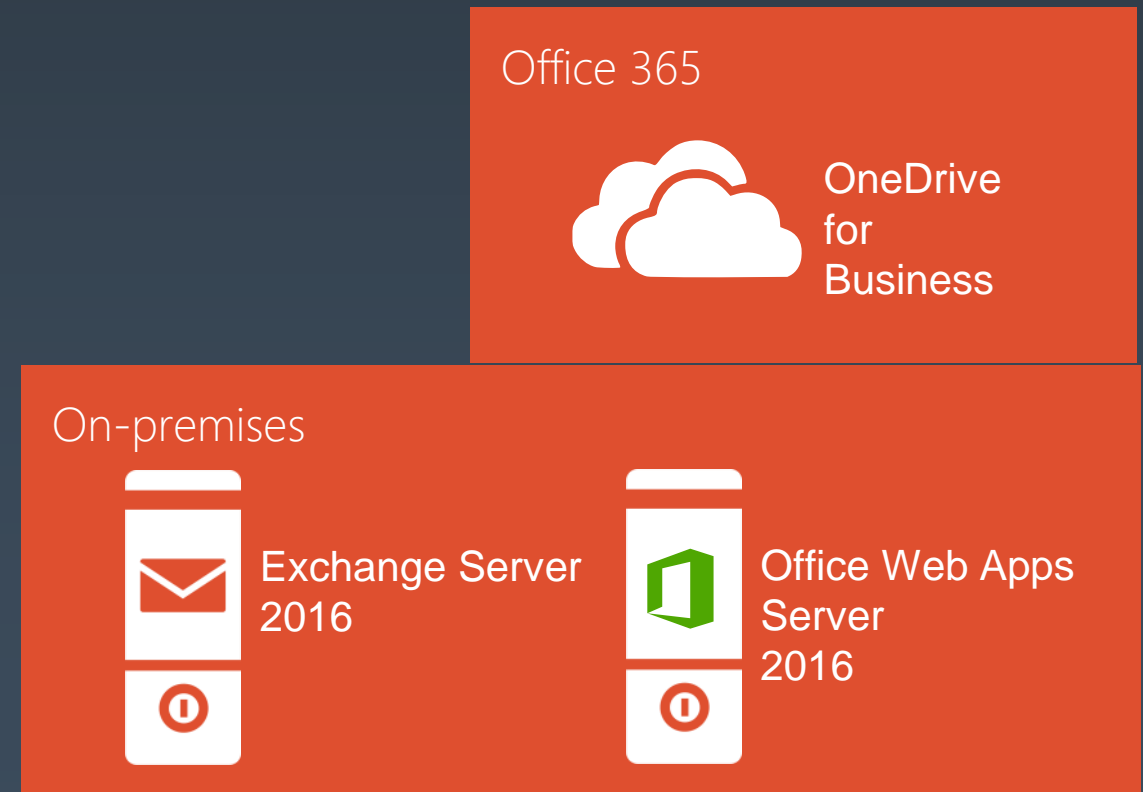 Office 365
OneDrive
for
Business
On-premises
Exchange Server
2016
Office Web Apps
Server
2016